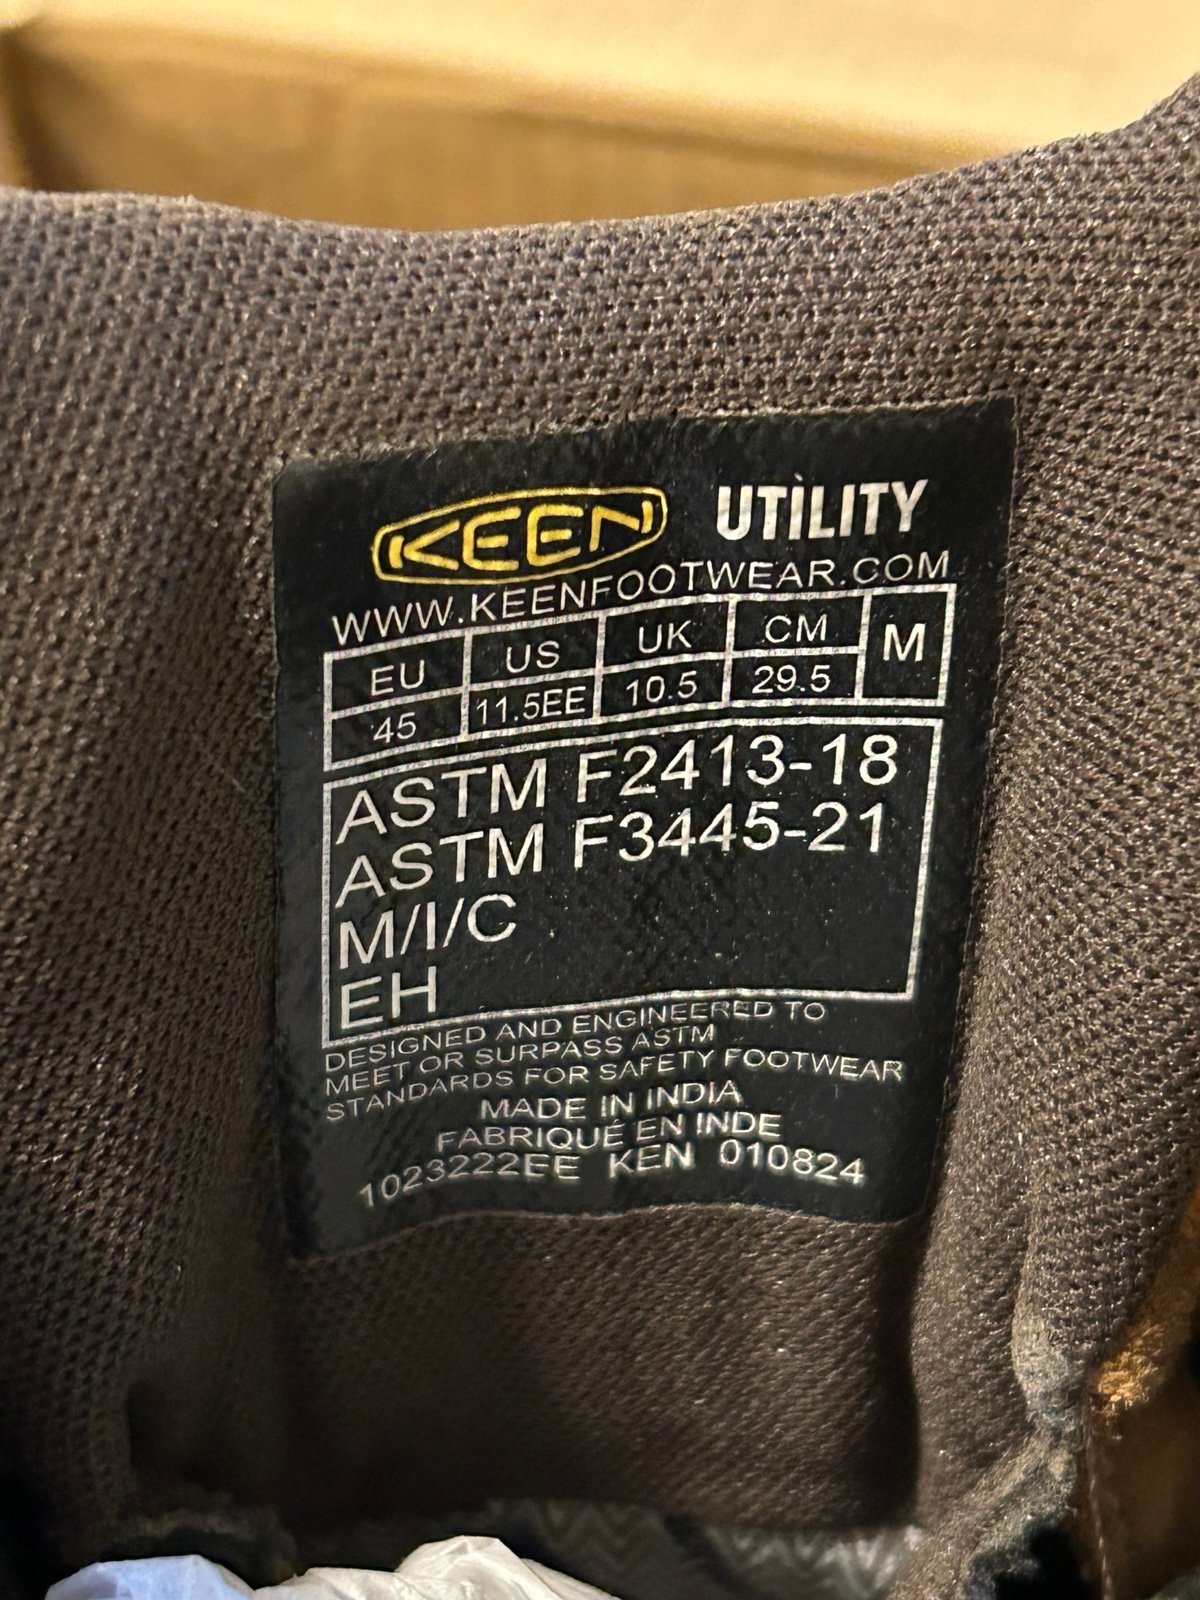 KEEN UTILITY
WWW.KEENFOOTWEAR.COM
EU US UK CM M
45 11.5EE 10.5 29.5
ASTM F2413-18
ASTM F3445-21
M/I/C
EH
DESIGNED AND ENGINEERED TO
MEET OR SURPASS ASTM
STANDARDS FOR SAFETY FOOTWEAR
MADE IN INDIA
FABRIQUÉ EN INDE
1023222EE KEN 010824